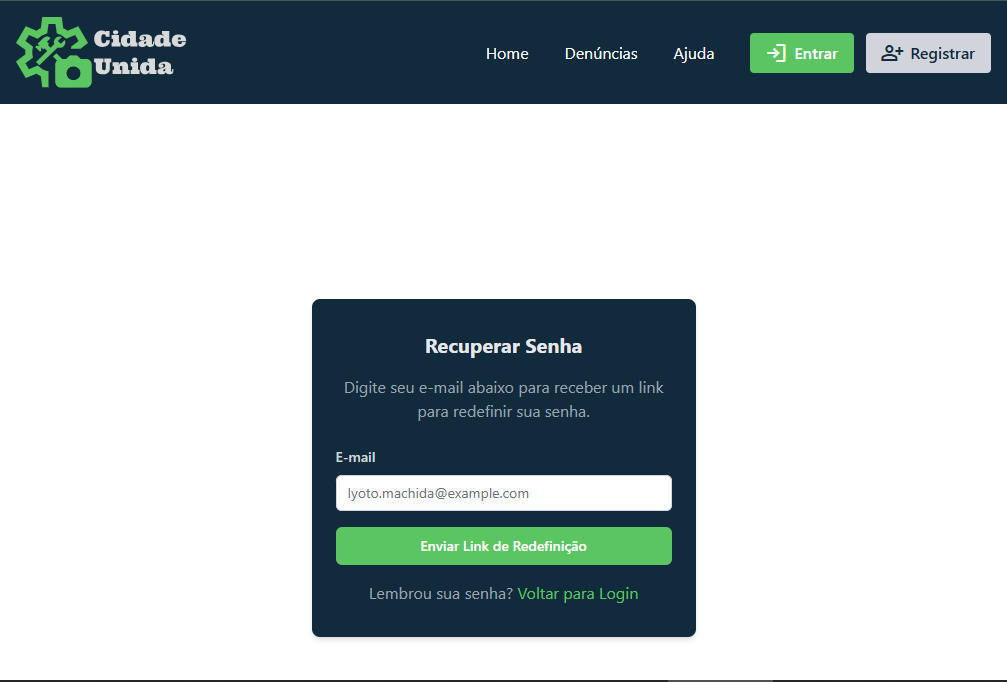 Cidade
Unida
Home
Denúncias
Ajuda
Entrar
Registrar
Recuperar Senha
Digite seu e-mail abaixo para receber um link
para redefinir sua senha.
E-mail
lyoto.machida@example.com
Enviar Link de Redefinição
Lembrou sua senha? Voltar para Login